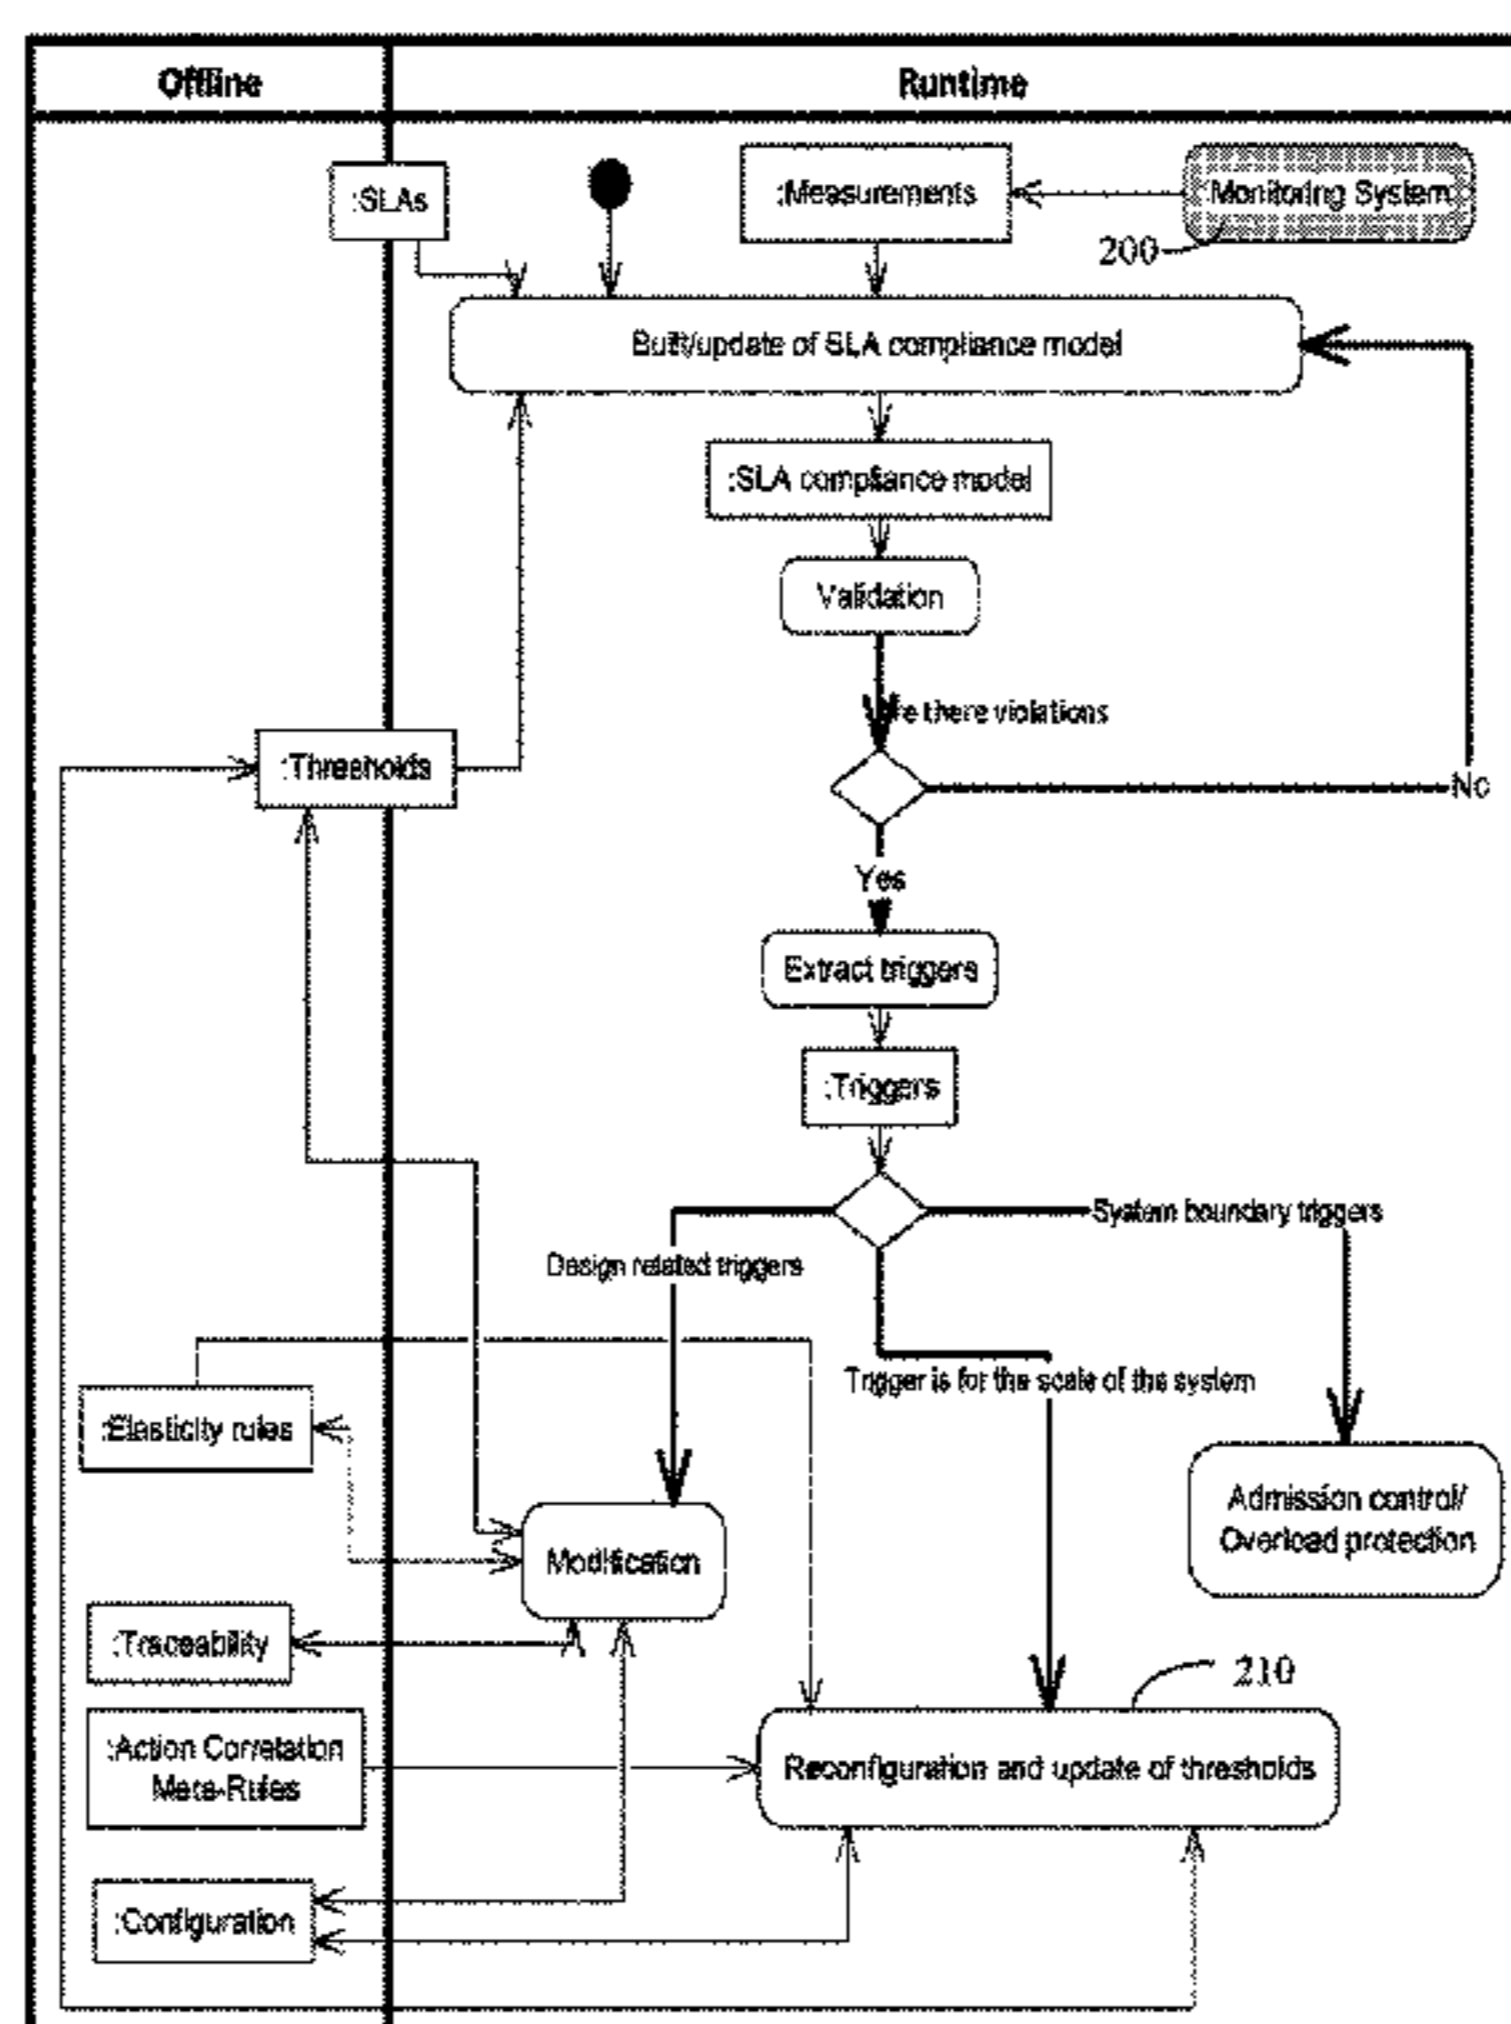 Offline
Runtime
:SLAs
:Measurements
:Monitoring System
200
Built/update of SLA compliance model
:SLA compliance model
Validation
Are there violations
:Thresholds
No
Yes
Extract triggers
:Triggers
System boundary triggers
Design related triggers
Trigger is for the scale of the system
:Elasticity rules
Admission control/
Overload protection
Modification
:Traceability
210
:Action Correlation
Meta-Rules
Reconfiguration and update of thresholds
:Configuration